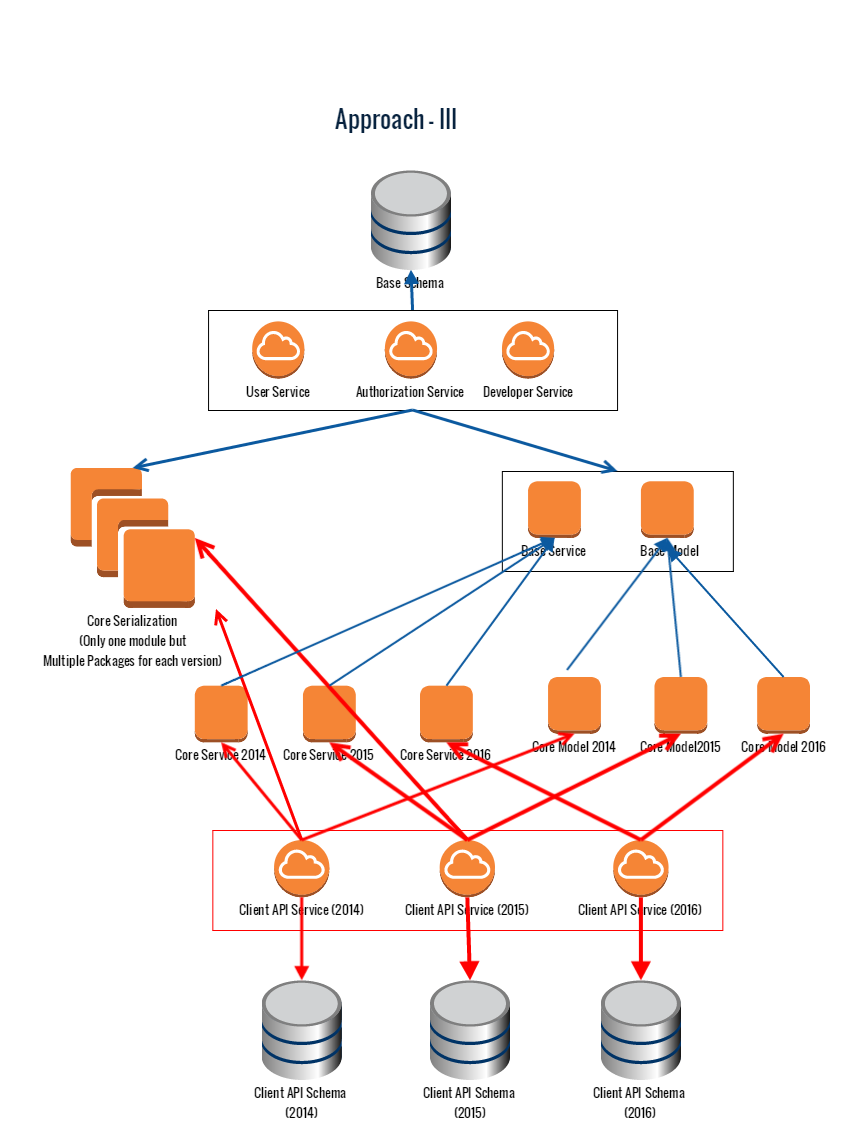 Approach - III
Base Schema
User Service
Authorization Service
Developer Service
Base Service
Base Model
Core Serialization
(Only one module but
Multiple Packages for each version)
Core Service 2014
Core Service 2015
Core Service 2016
Core Model 2014
Core Model2015
Core Model 2016
Client API Service (2014)
Client API Service (2015)
Client API Service (2016)
Client API Schema
(2014)
Client API Schema
(2015)
Client API Schema
(2016)